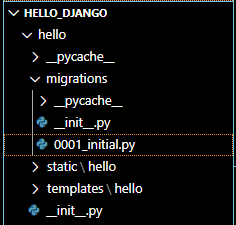 HELLO_DJANGO
hello
__pycache__
migrations
__pycache__
__init__.py
0001_initial.py
static \ hello
templates \ hello
__init__.py